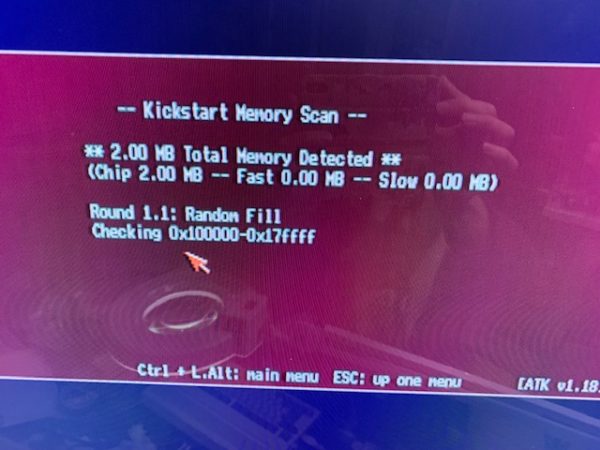 -- Kickstart Memory Scan --
** 2.00 MB Total Memory Detected **
(Chip 2.00 MB -- Fast 0.00 MB -- Slow 0.00 MB)
Round 1.1: Random Fill
Checking 0x100000-0x17ffff
Ctrl + L.Alt: main menu ESC: up one menu [ATK v1.18.